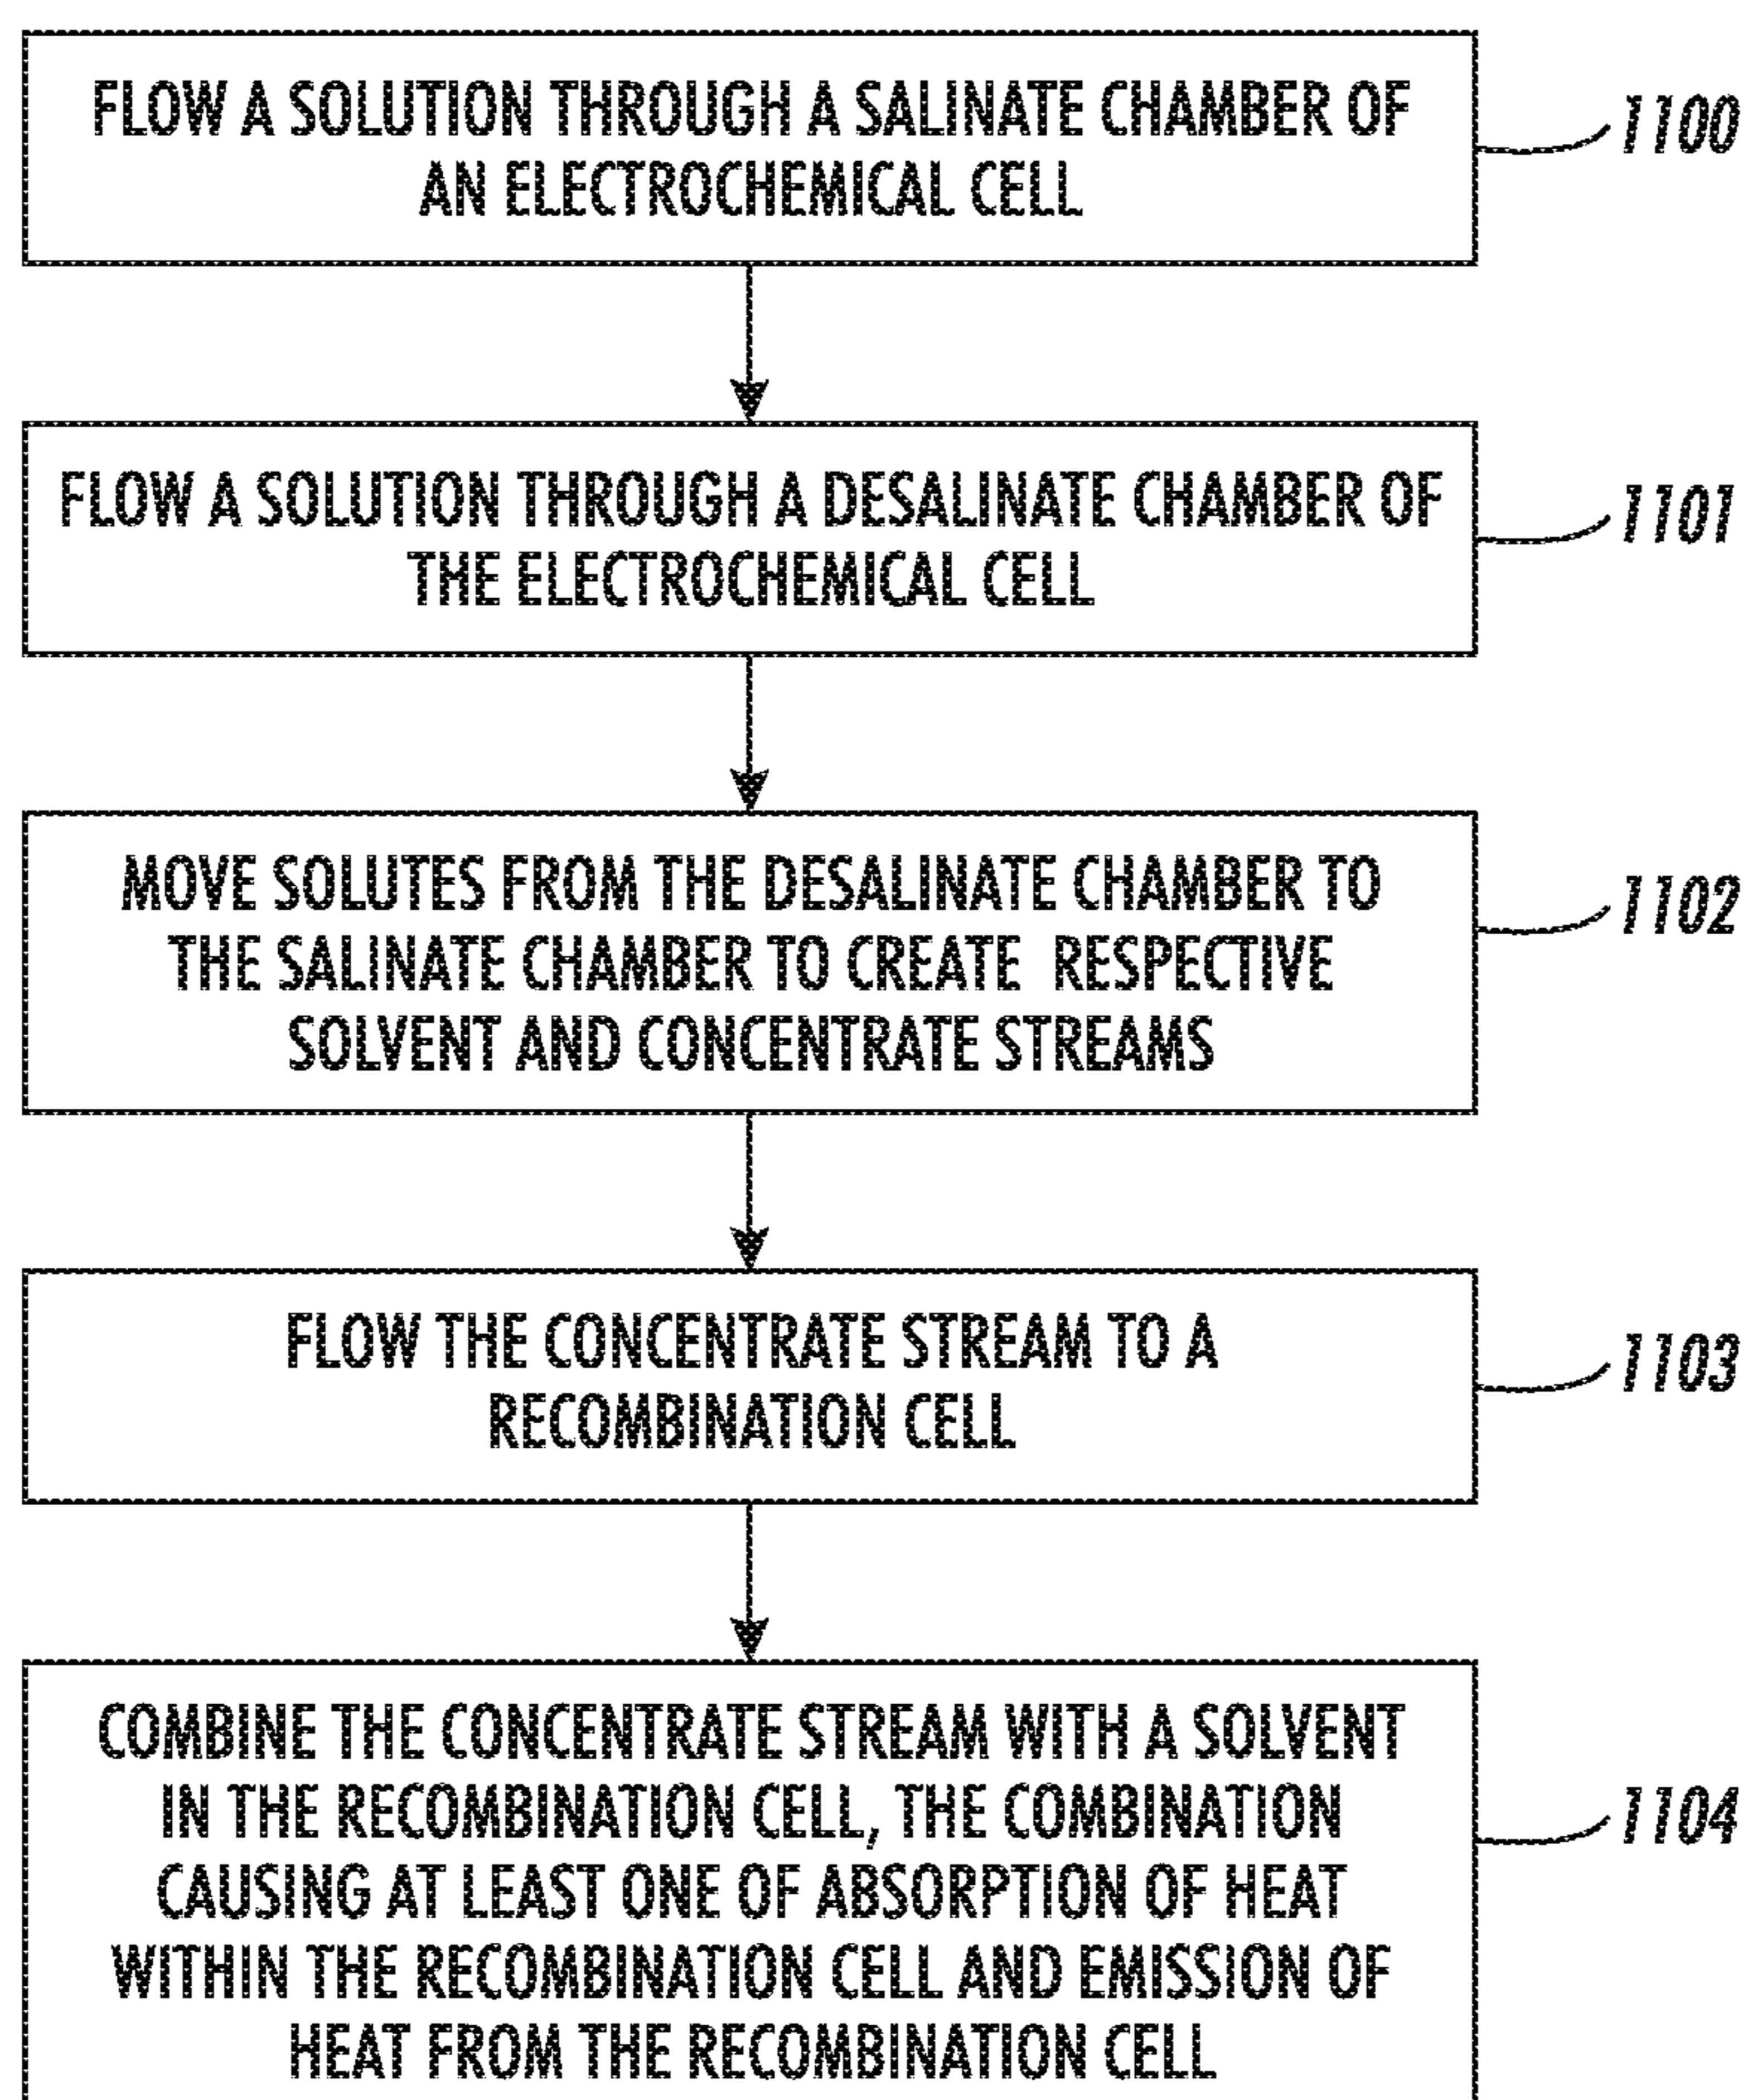 FLOW A SOLUTION THROUGH A SALINATE CHAMBER OF
AN ELECTROCHEMICAL CELL
1100
FLOW A SOLUTION THROUGH A DESALINATE CHAMBER OF
THE ELECTROCHEMICAL CELL
1101
MOVE SOLUTES FROM THE DESALINATE CHAMBER TO
THE SALINATE CHAMBER TO CREATE RESPECTIVE
SOLVENT AND CONCENTRATE STREAMS
1102
FLOW THE CONCENTRATE STREAM TO A
RECOMBINATION CELL
1103
COMBINE THE CONCENTRATE STREAM WITH A SOLVENT
IN THE RECOMBINATION CELL, THE COMBINATION
CAUSING AT LEAST ONE OF ABSORPTION OF HEAT
WITHIN THE RECOMBINATION CELL AND EMISSION OF
HEAT FROM THE RECOMBINATION CELL
1104